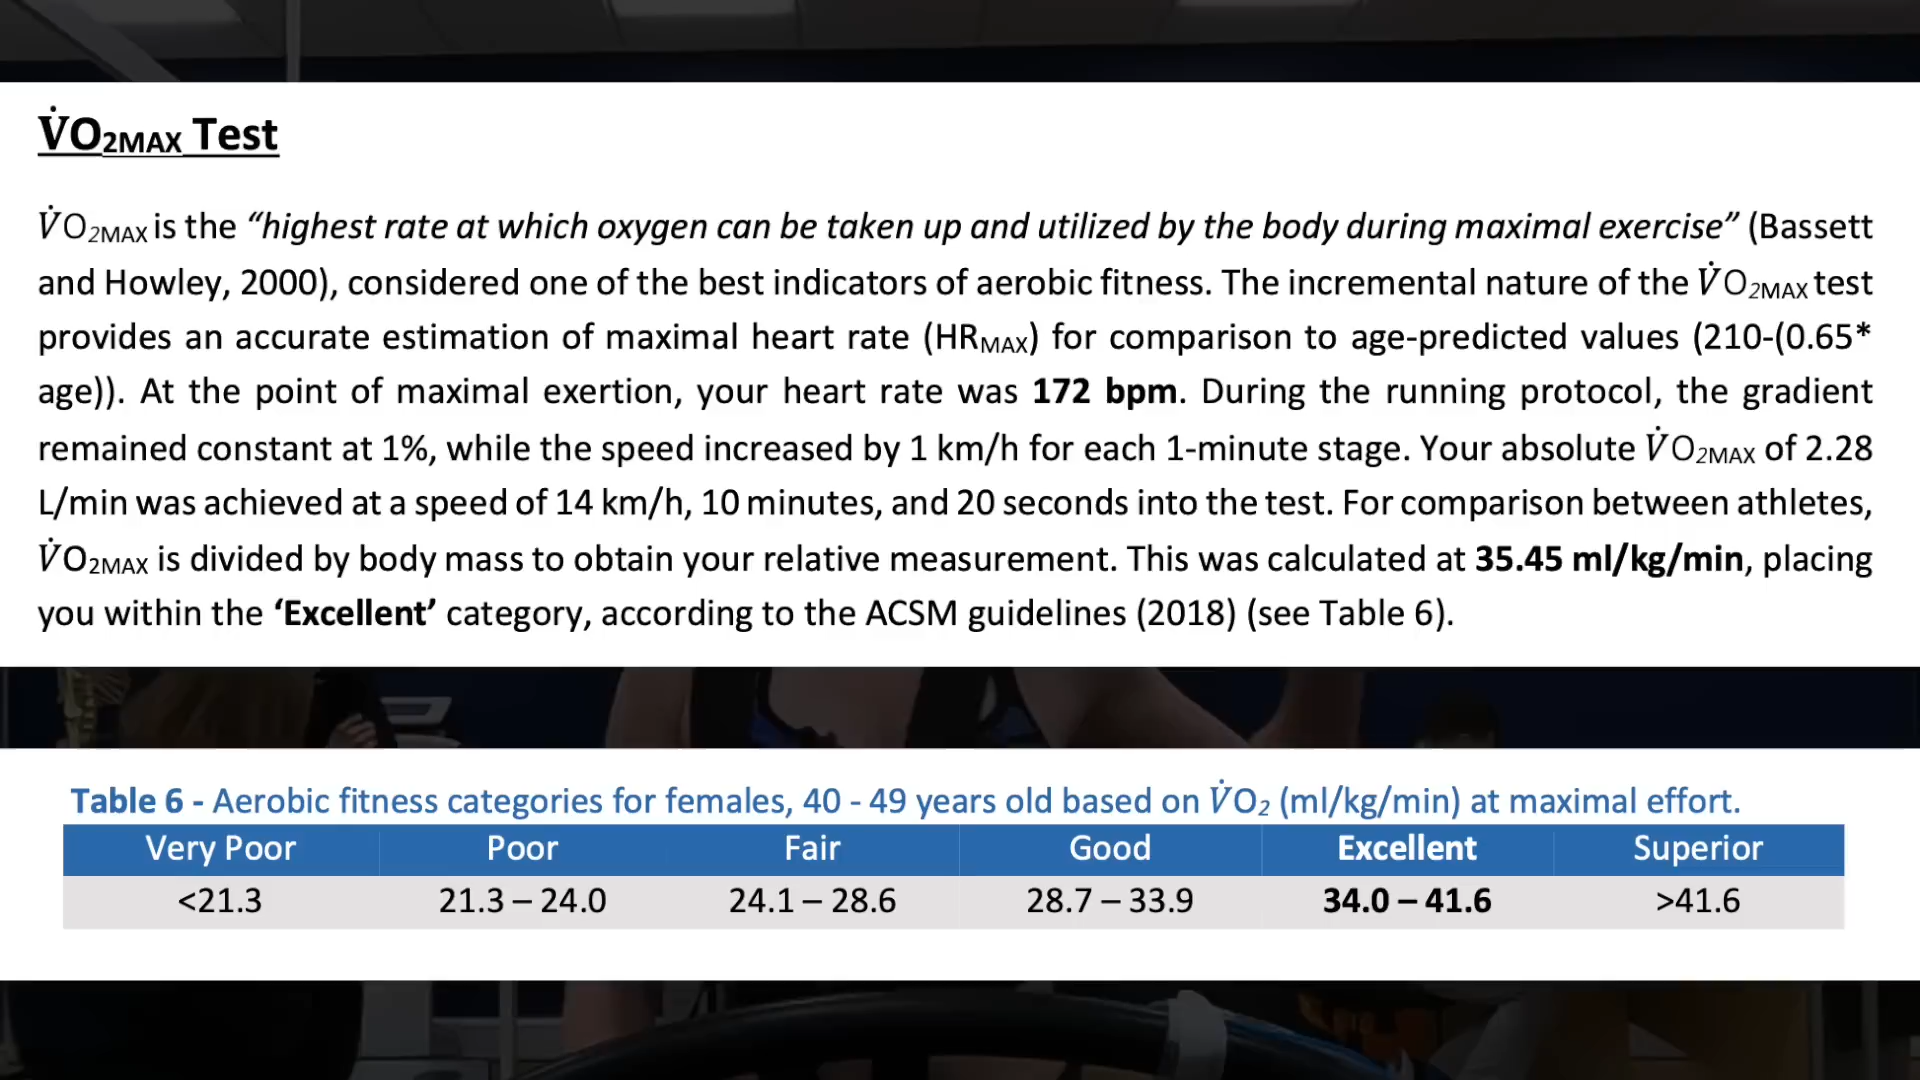 V̇O2MAX Test
V̇O2MAX is the “highest rate at which oxygen can be taken up and utilized by the body during maximal exercise” (Bassett
and Howley, 2000), considered one of the best indicators of aerobic fitness. The incremental nature of the V̇O2MAX test
provides an accurate estimation of maximal heart rate (HRMAX) for comparison to age-predicted values (210-(0.65*
age)). At the point of maximal exertion, your heart rate was 172 bpm. During the running protocol, the gradient
remained constant at 1%, while the speed increased by 1 km/h for each 1-minute stage. Your absolute V̇O2MAX of 2.28
L/min was achieved at a speed of 14 km/h, 10 minutes, and 20 seconds into the test. For comparison between athletes,
V̇O2MAX is divided by body mass to obtain your relative measurement. This was calculated at 35.45 ml/kg/min, placing
you within the ‘Excellent’ category, according to the ACSM guidelines (2018) (see Table 6).
Table 6 - Aerobic fitness categories for females, 40 - 49 years old based on V̇O2 (ml/kg/min) at maximal effort.
Very Poor Poor Fair Good Excellent Superior
<21.3 21.3 – 24.0 24.1 – 28.6 28.7 – 33.9 34.0 – 41.6 >41.6